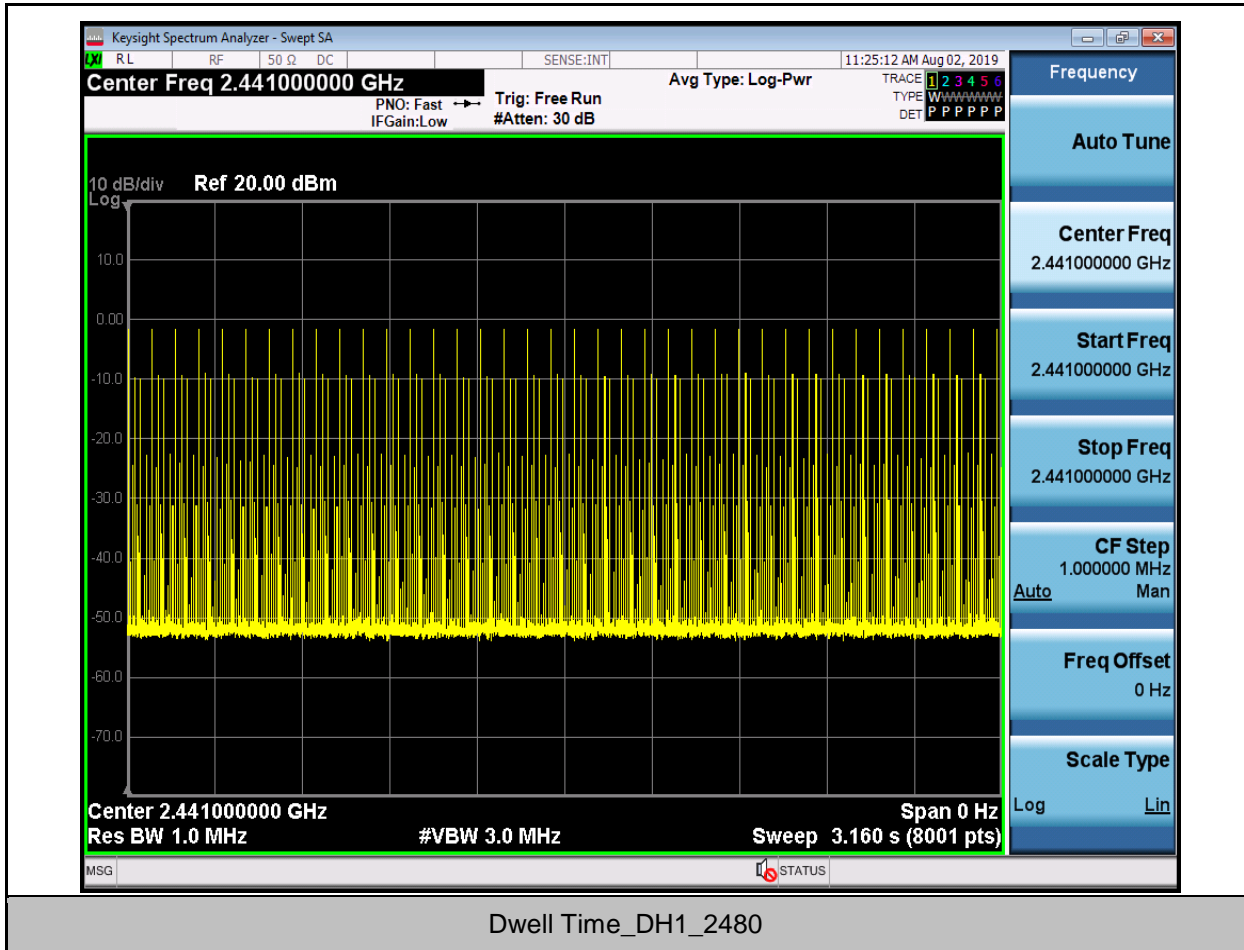 Keysight Spectrum Analyzer - Swept SA
LXI RL RF 50 Ω DC SENSE:INT 11:25:12 AM Aug 02, 2019
Center Freq 2.441000000 GHz
PNO: Fast
IFGain:Low
Trig: Free Run
#Atten: 30 dB
Avg Type: Log-Pwr
TRACE 1 2 3 4 5 6
TYPE WWWWWW
DET P P P P P P
10 dB/div Ref 20.00 dBm
Log
10.0
0.00
-10.0
-20.0
-30.0
-40.0
-50.0
-60.0
-70.0
Center 2.441000000 GHz Span 0 Hz
Res BW 1.0 MHz #VBW 3.0 MHz Sweep 3.160 s (8001 pts)
MSG STATUS
Frequency
Auto Tune
Center Freq
2.441000000 GHz
Start Freq
2.441000000 GHz
Stop Freq
2.441000000 GHz
CF Step
1.000000 MHz
Auto Man
Freq Offset
0 Hz
Scale Type
Log Lin
Dwell Time_DH1_2480